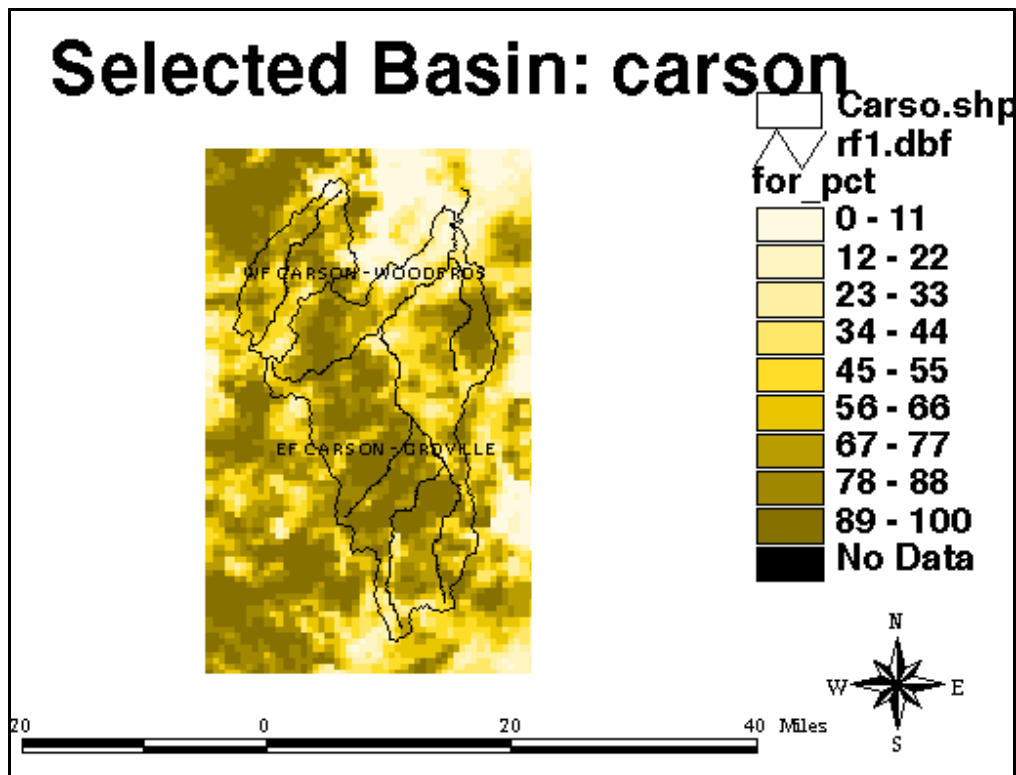 Selected Basin: carson
Carso.shp
rf1.dbf
for_pct
0 - 11
12 - 22
23 - 33
34 - 44
45 - 55
56 - 66
67 - 77
78 - 88
89 - 100
No Data
WF CARSON - WOODFRDS
EF CARSON - GRDVILLE
N
W E
S
20 0 20 40 Miles